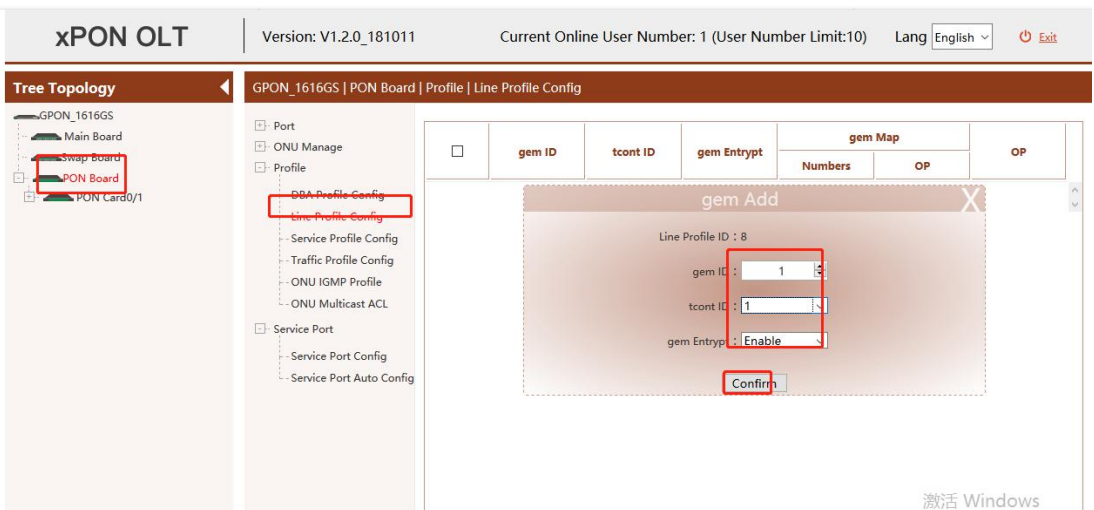 xPON OLT
Version: V1.2.0_181011
Current Online User Number: 1 (User Number Limit:10)
Lang English
Exit
Tree Topology
GPON_1616GS | PON Board | Profile | Line Profile Config
GPON_1616GS
Main Board
Swap Board
PON Board
PON Card0/1
Port
ONU Manage
Profile
DBA Profile Config
Line Profile Config
Service Profile Config
Traffic Profile Config
ONU IGMP Profile
ONU Multicast ACL
Service Port
Service Port Config
Service Port Auto Config
gem ID
tcont ID
gem Entrypt
gem Map
Numbers
OP
OP
gem Add
X
Line Profile ID : 8
gem ID : 1
tcont ID : 1
gem Entrypt : Enable
Confirm
激活 Windows